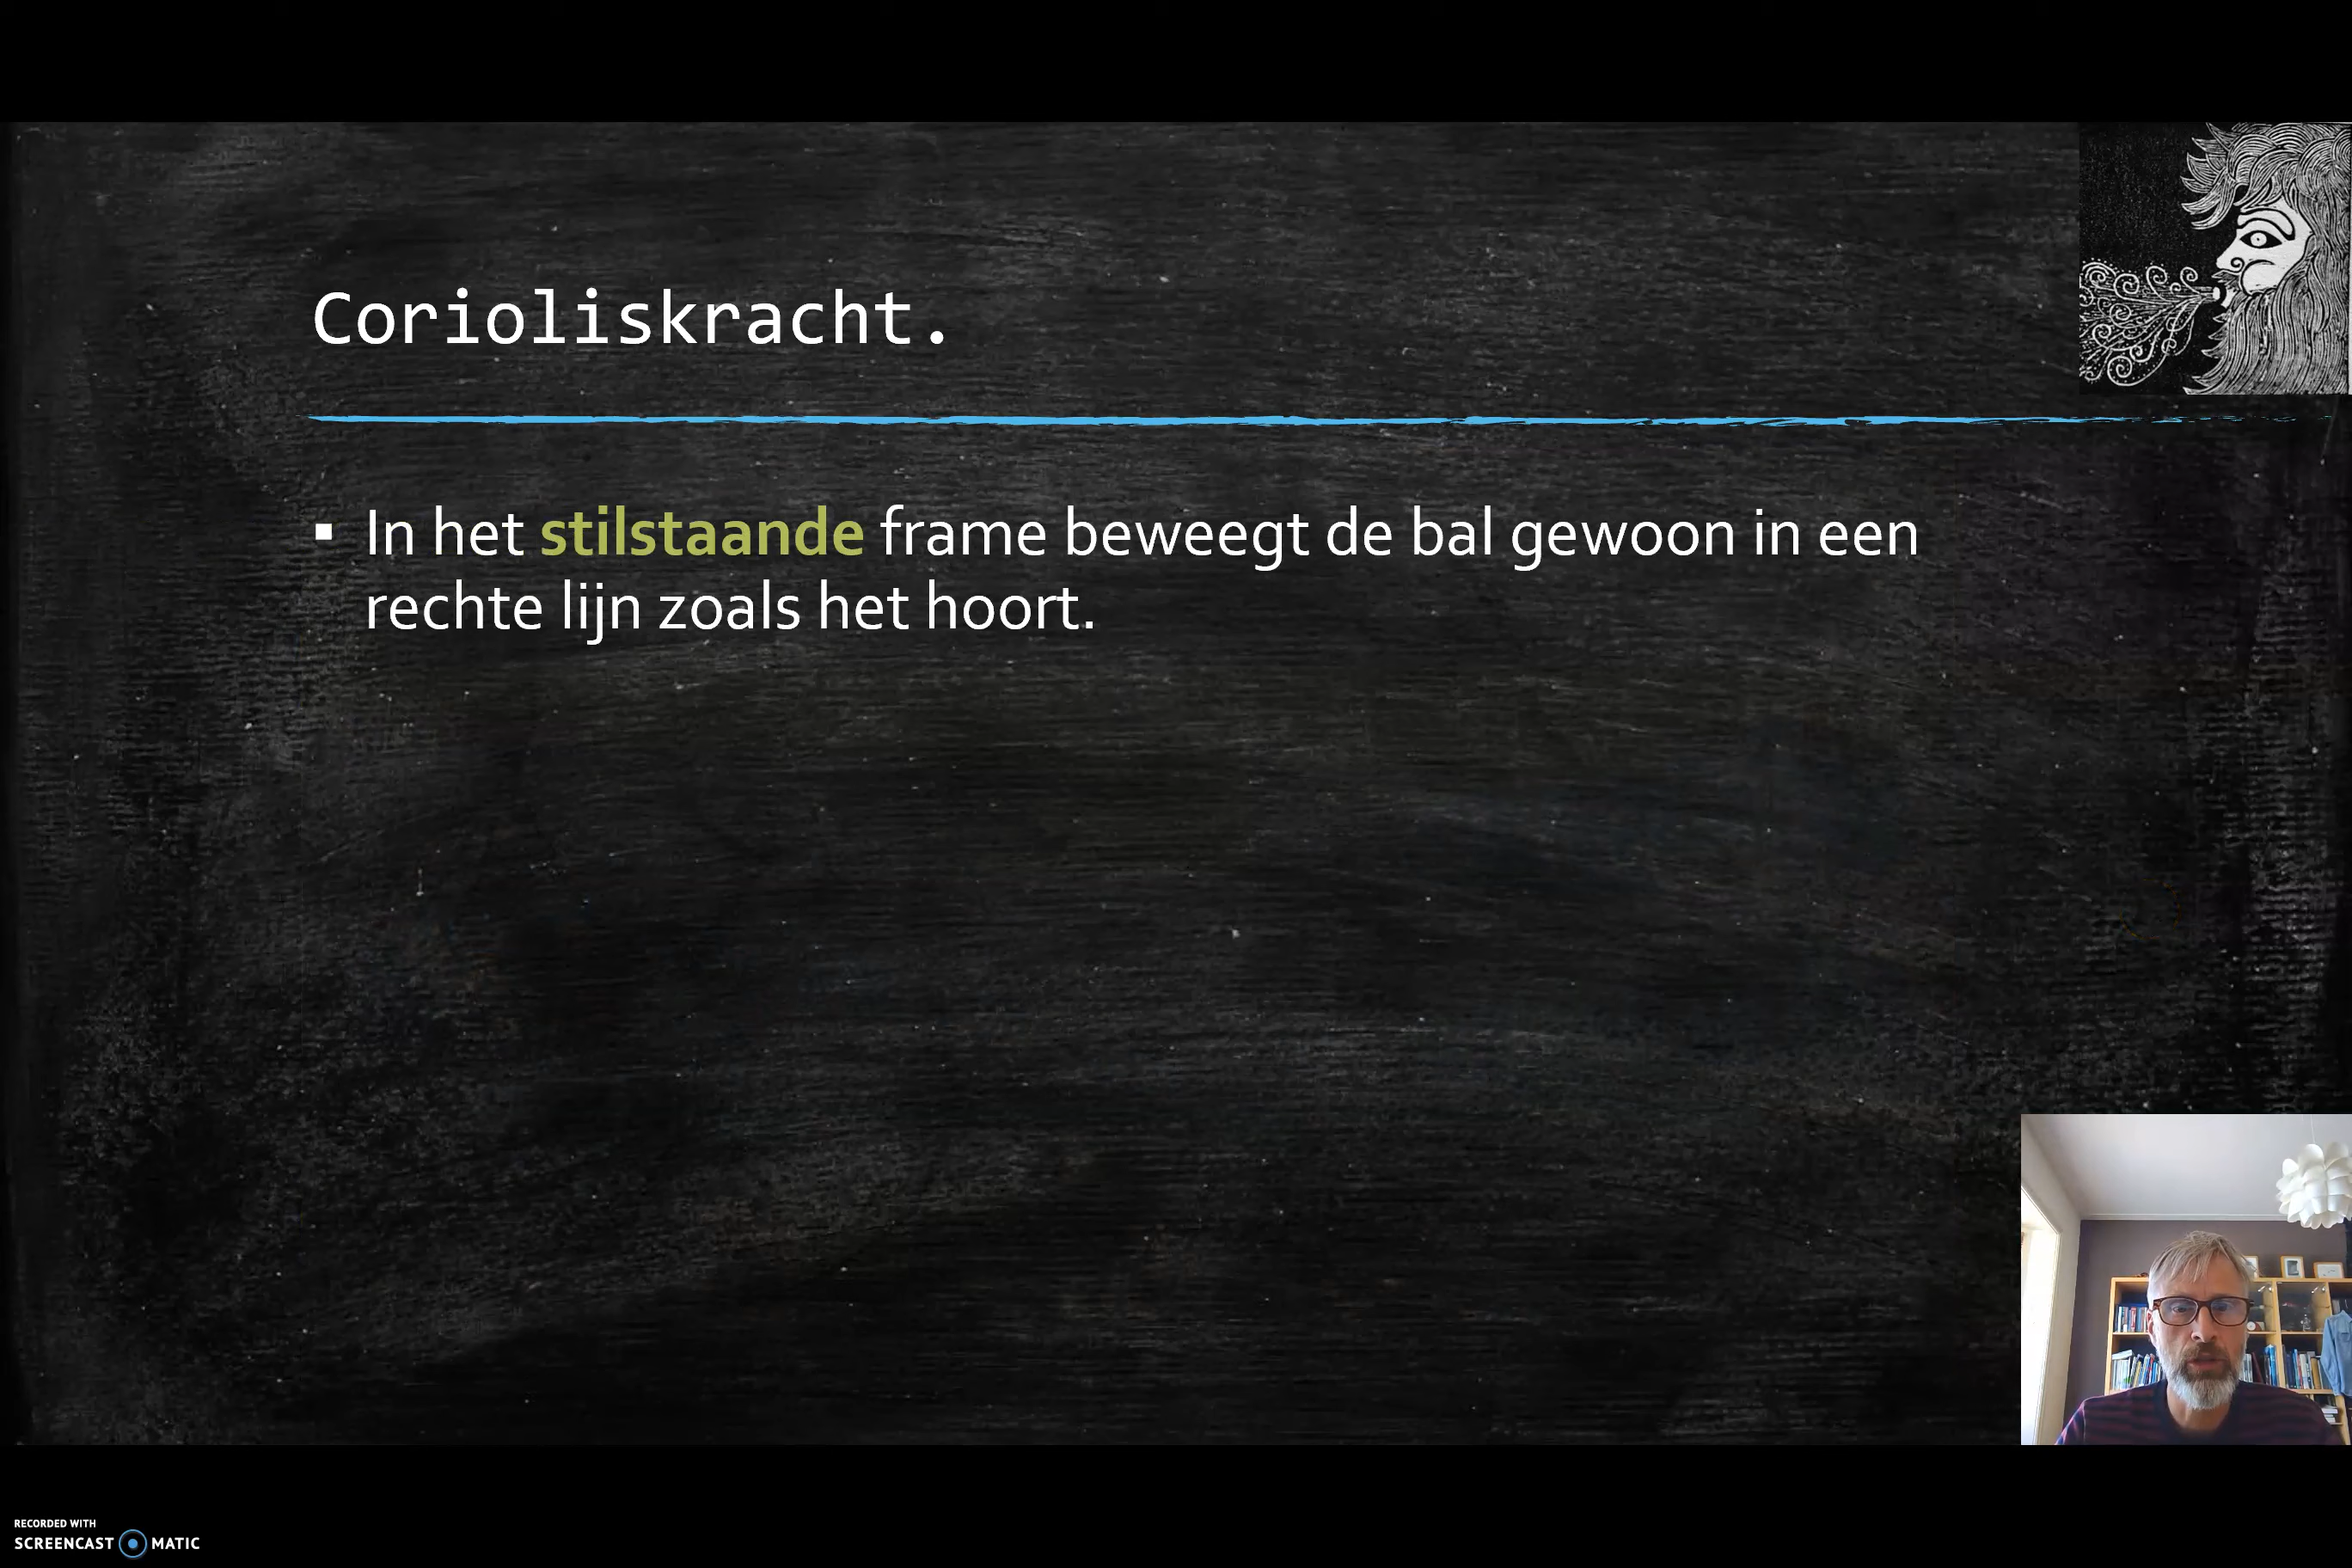 Corioliskracht.
▪ In het stilstaande frame beweegt de bal gewoon in een
rechte lijn zoals het hoort.
RECORDED WITH
SCREENCAST MATIC